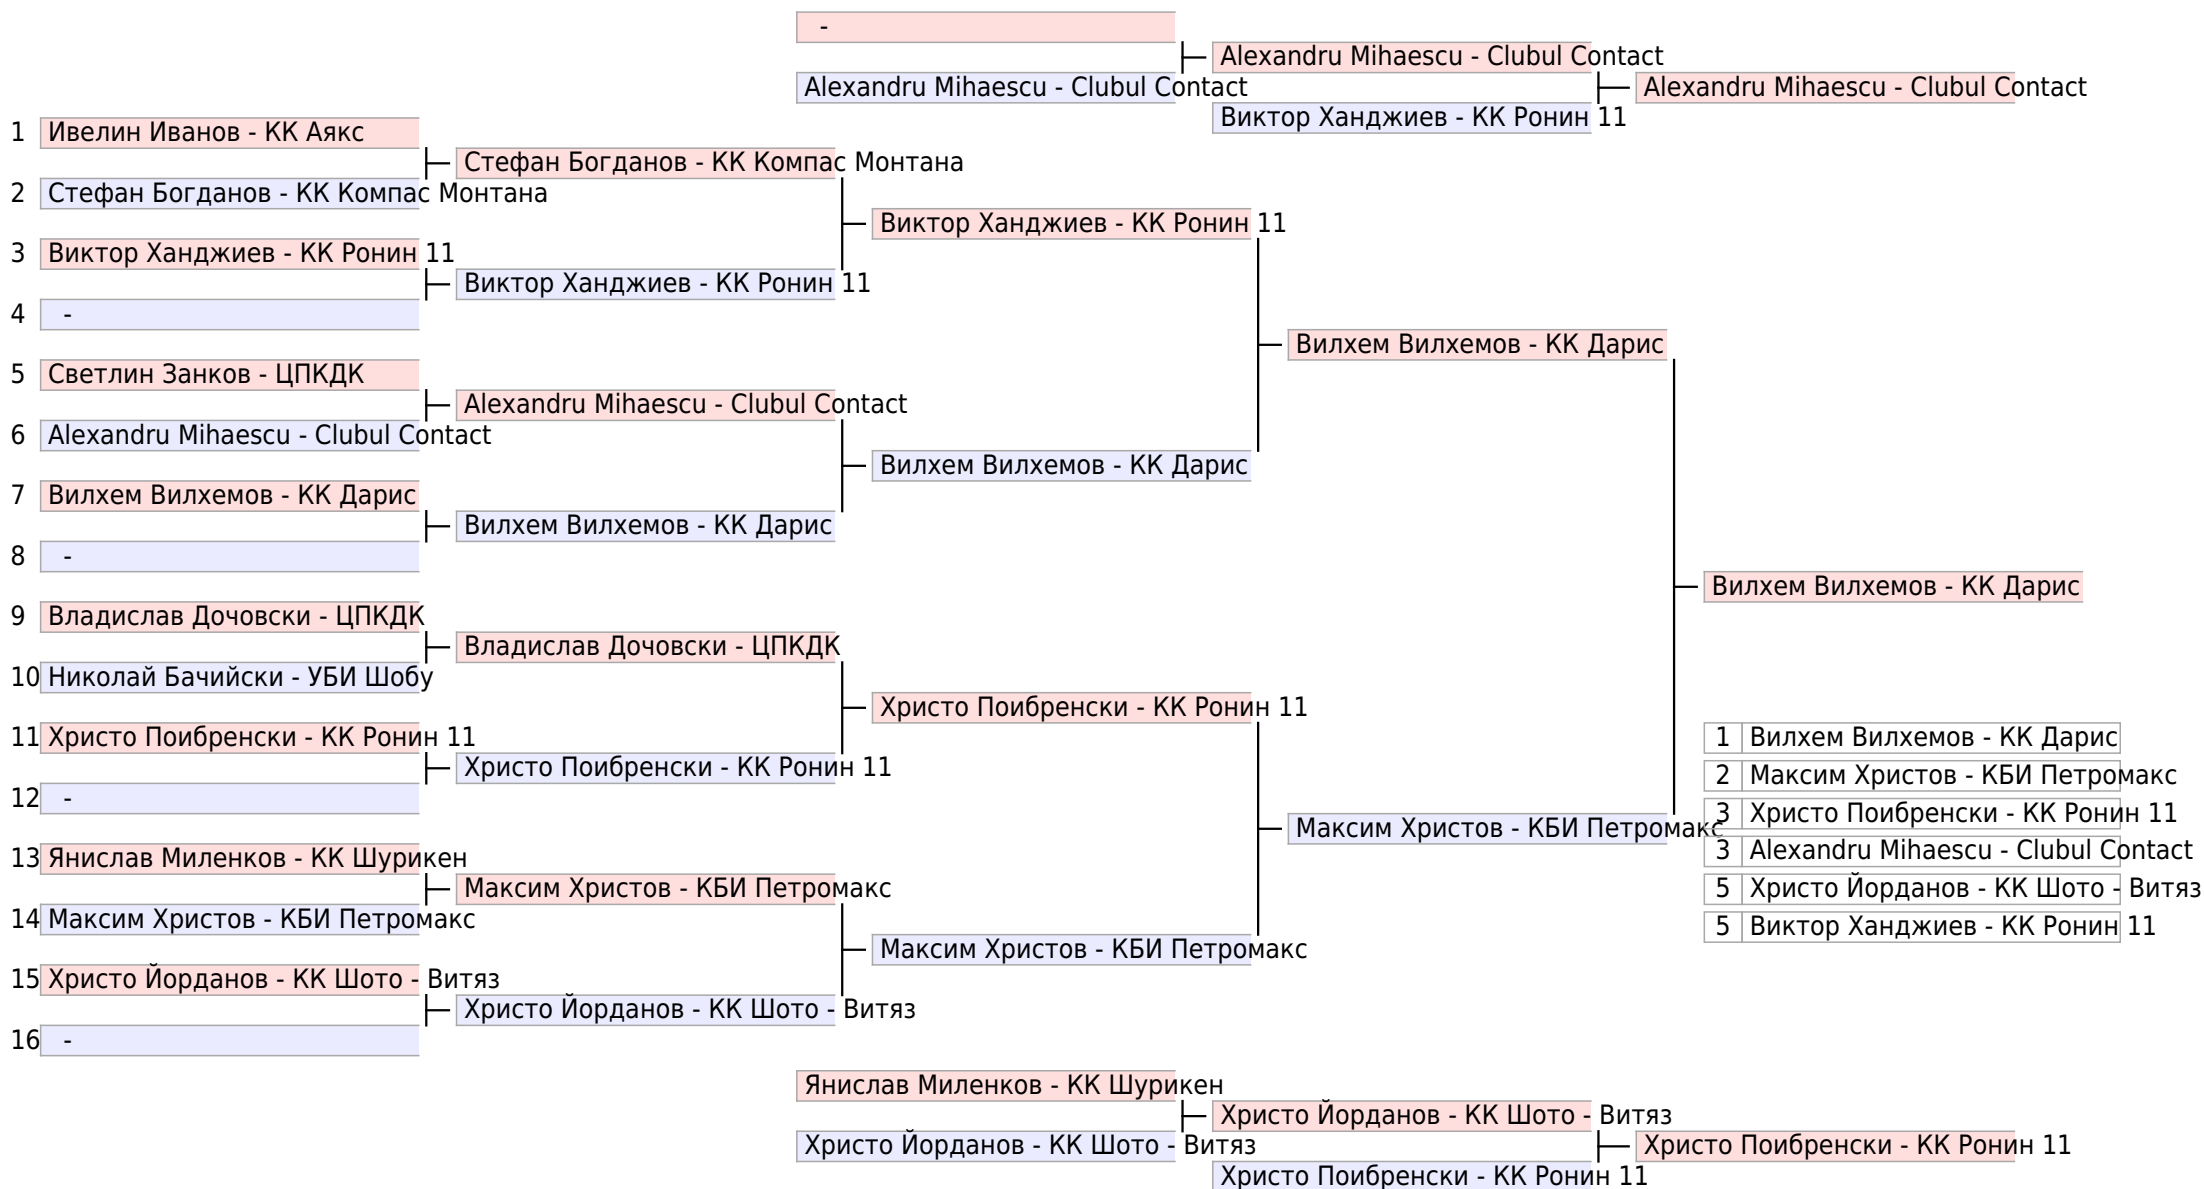 -
Alexandru Mihaescu - Clubul Contact
Alexandru Mihaescu - Clubul Contact
Alexandru Mihaescu - Clubul Contact
Виктор Ханджиев - КК Ронин 11
1 Ивелин Иванов - КК Аякс
Стефан Богданов - КК Компас Монтана
2 Стефан Богданов - КК Компас Монтана
Виктор Ханджиев - КК Ронин 11
3 Виктор Ханджиев - КК Ронин 11
Виктор Ханджиев - КК Ронин 11
4 -
Вилхем Вилхемов - КК Дарис
5 Светлин Занков - ЦПКДК
Alexandru Mihaescu - Clubul Contact
6 Alexandru Mihaescu - Clubul Contact
Вилхем Вилхемов - КК Дарис
7 Вилхем Вилхемов - КК Дарис
Вилхем Вилхемов - КК Дарис
8 -
Вилхем Вилхемов - КК Дарис
9 Владислав Дочовски - ЦПКДК
Владислав Дочовски - ЦПКДК
10 Николай Бачийски - УБИ Шобу
Христо Поибренски - КК Ронин 11
11 Христо Поибренски - КК Ронин 11
1 Вилхем Вилхемов - КК Дарис
Христо Поибренски - КК Ронин 11
2 Максим Христов - КБИ Петромакс
12 -
3 Христо Поибренски - КК Ронин 11
Максим Христов - КБИ Петромакс
3 Alexandru Mihaescu - Clubul Contact
13 Янислав Миленков - КК Шурикен
Максим Христов - КБИ Петромакс
5 Христо Йорданов - КК Шото - Витяз
14 Максим Христов - КБИ Петромакс
5 Виктор Ханджиев - КК Ронин 11
Максим Христов - КБИ Петромакс
15 Христо Йорданов - КК Шото - Витяз
Христо Йорданов - КК Шото - Витяз
16 -
Янислав Миленков - КК Шурикен
Христо Йорданов - КК Шото - Витяз
Христо Йорданов - КК Шото - Витяз
Христо Поибренски - КК Ронин 11
Христо Поибренски - КК Ронин 11